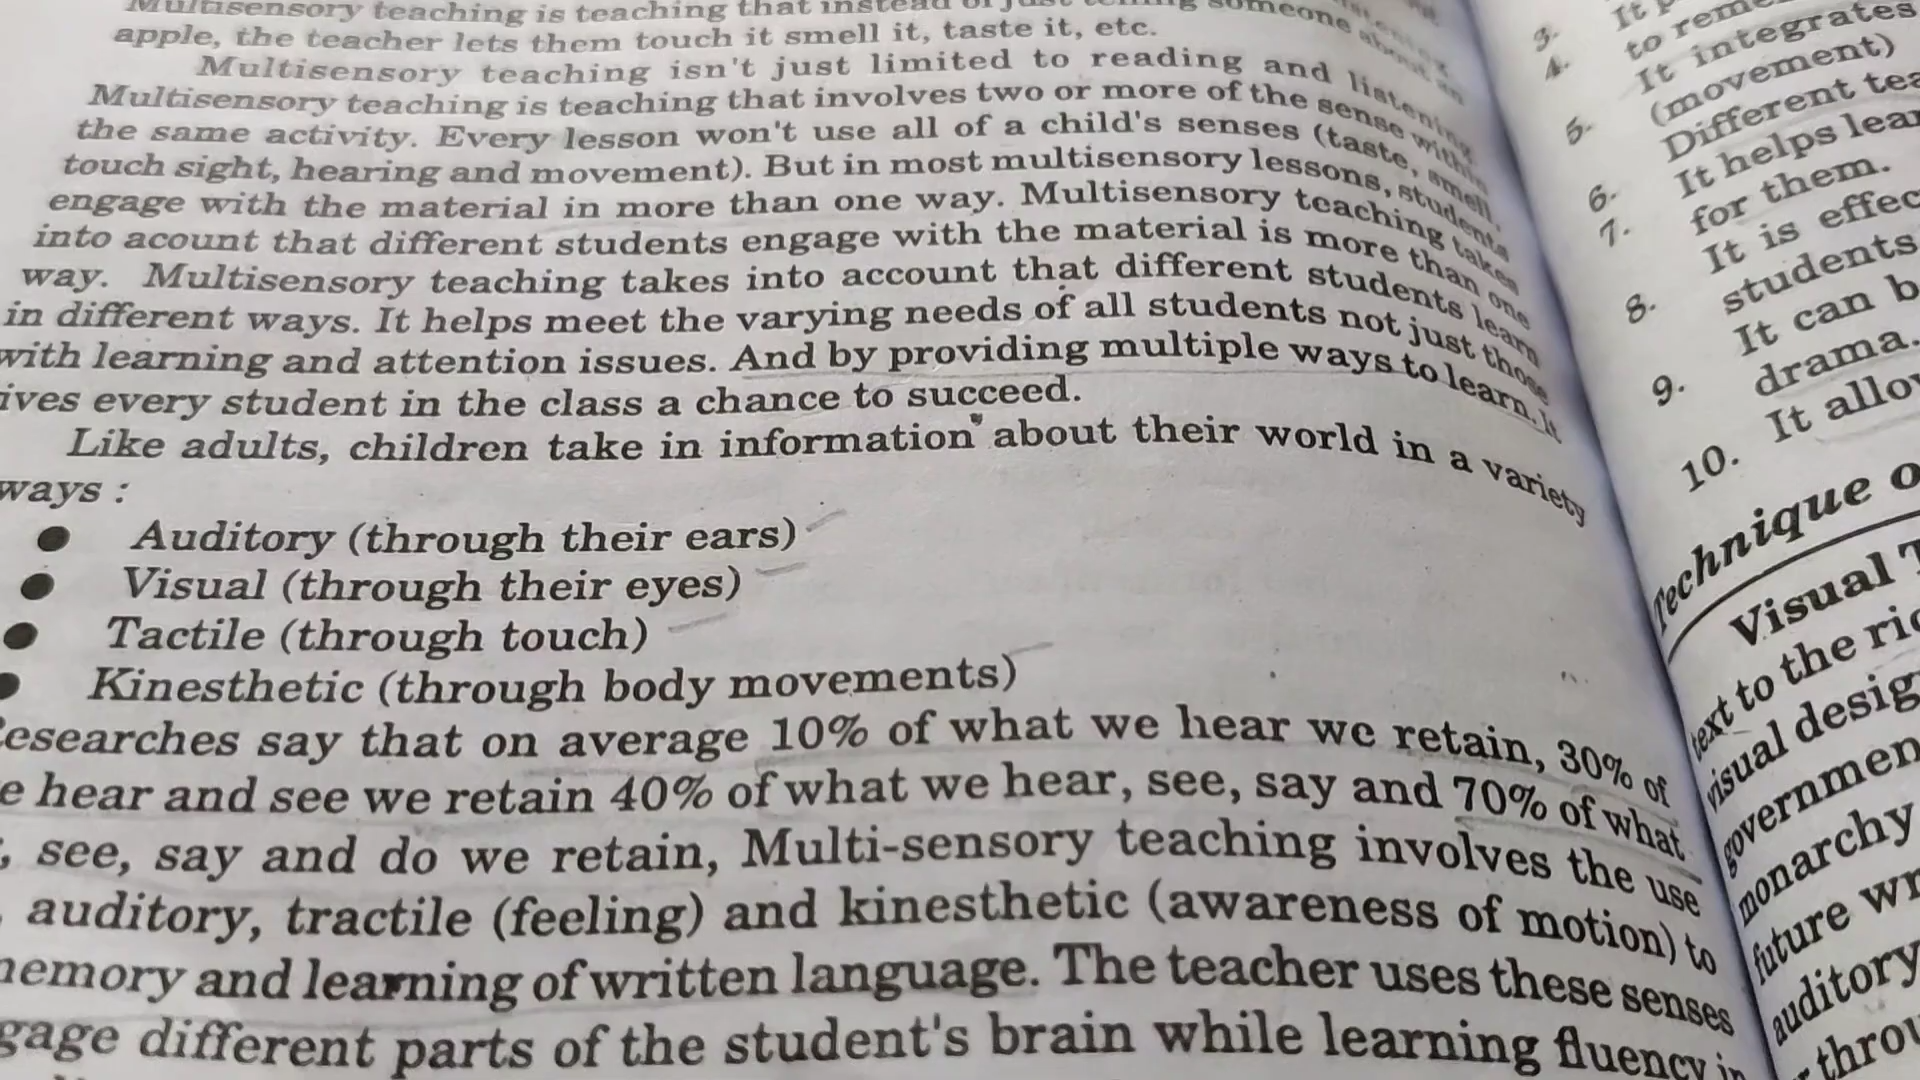 Multisensory teaching is teaching that instead of just telling someone about an
apple, the teacher lets them touch it smell it, taste it, etc.
Multisensory teaching isn't just limited to reading and listening.
Multisensory teaching is teaching that involves two or more of the sense within
the same activity. Every lesson won't use all of a child's senses (taste, smell,
touch sight, hearing and movement). But in most multisensory lessons, students
engage with the material in more than one way. Multisensory teaching takes
into acount that different students engage with the material is more than one
way. Multisensory teaching takes into account that different students learn
in different ways. It helps meet the varying needs of all students not just those
with learning and attention issues. And by providing multiple ways to learn. It
ives every student in the class a chance to succeed.
Like adults, children take in information about their world in a variety
ways :
● Auditory (through their ears)
● Visual (through their eyes)
● Tactile (through touch)
● Kinesthetic (through body movements)
esearches say that on average 10% of what we hear we retain, 30% of
e hear and see we retain 40% of what we hear, see, say and 70% of what
, see, say and do we retain, Multi-sensory teaching involves the use
, auditory, tractile (feeling) and kinesthetic (awareness of motion) to
emory and learning of written language. The teacher uses these senses
gage different parts of the student's brain while learning fluency in
3. It
4. to
It integrates
(movement)
5. Different tea
It helps lear
6. for them.
7. It is effec
students
8. It can b
drama.
9. It allo
10.
Technique o
Visual T
text to the ric
visual desig
governmen
monarchy
future wr
auditory
throu